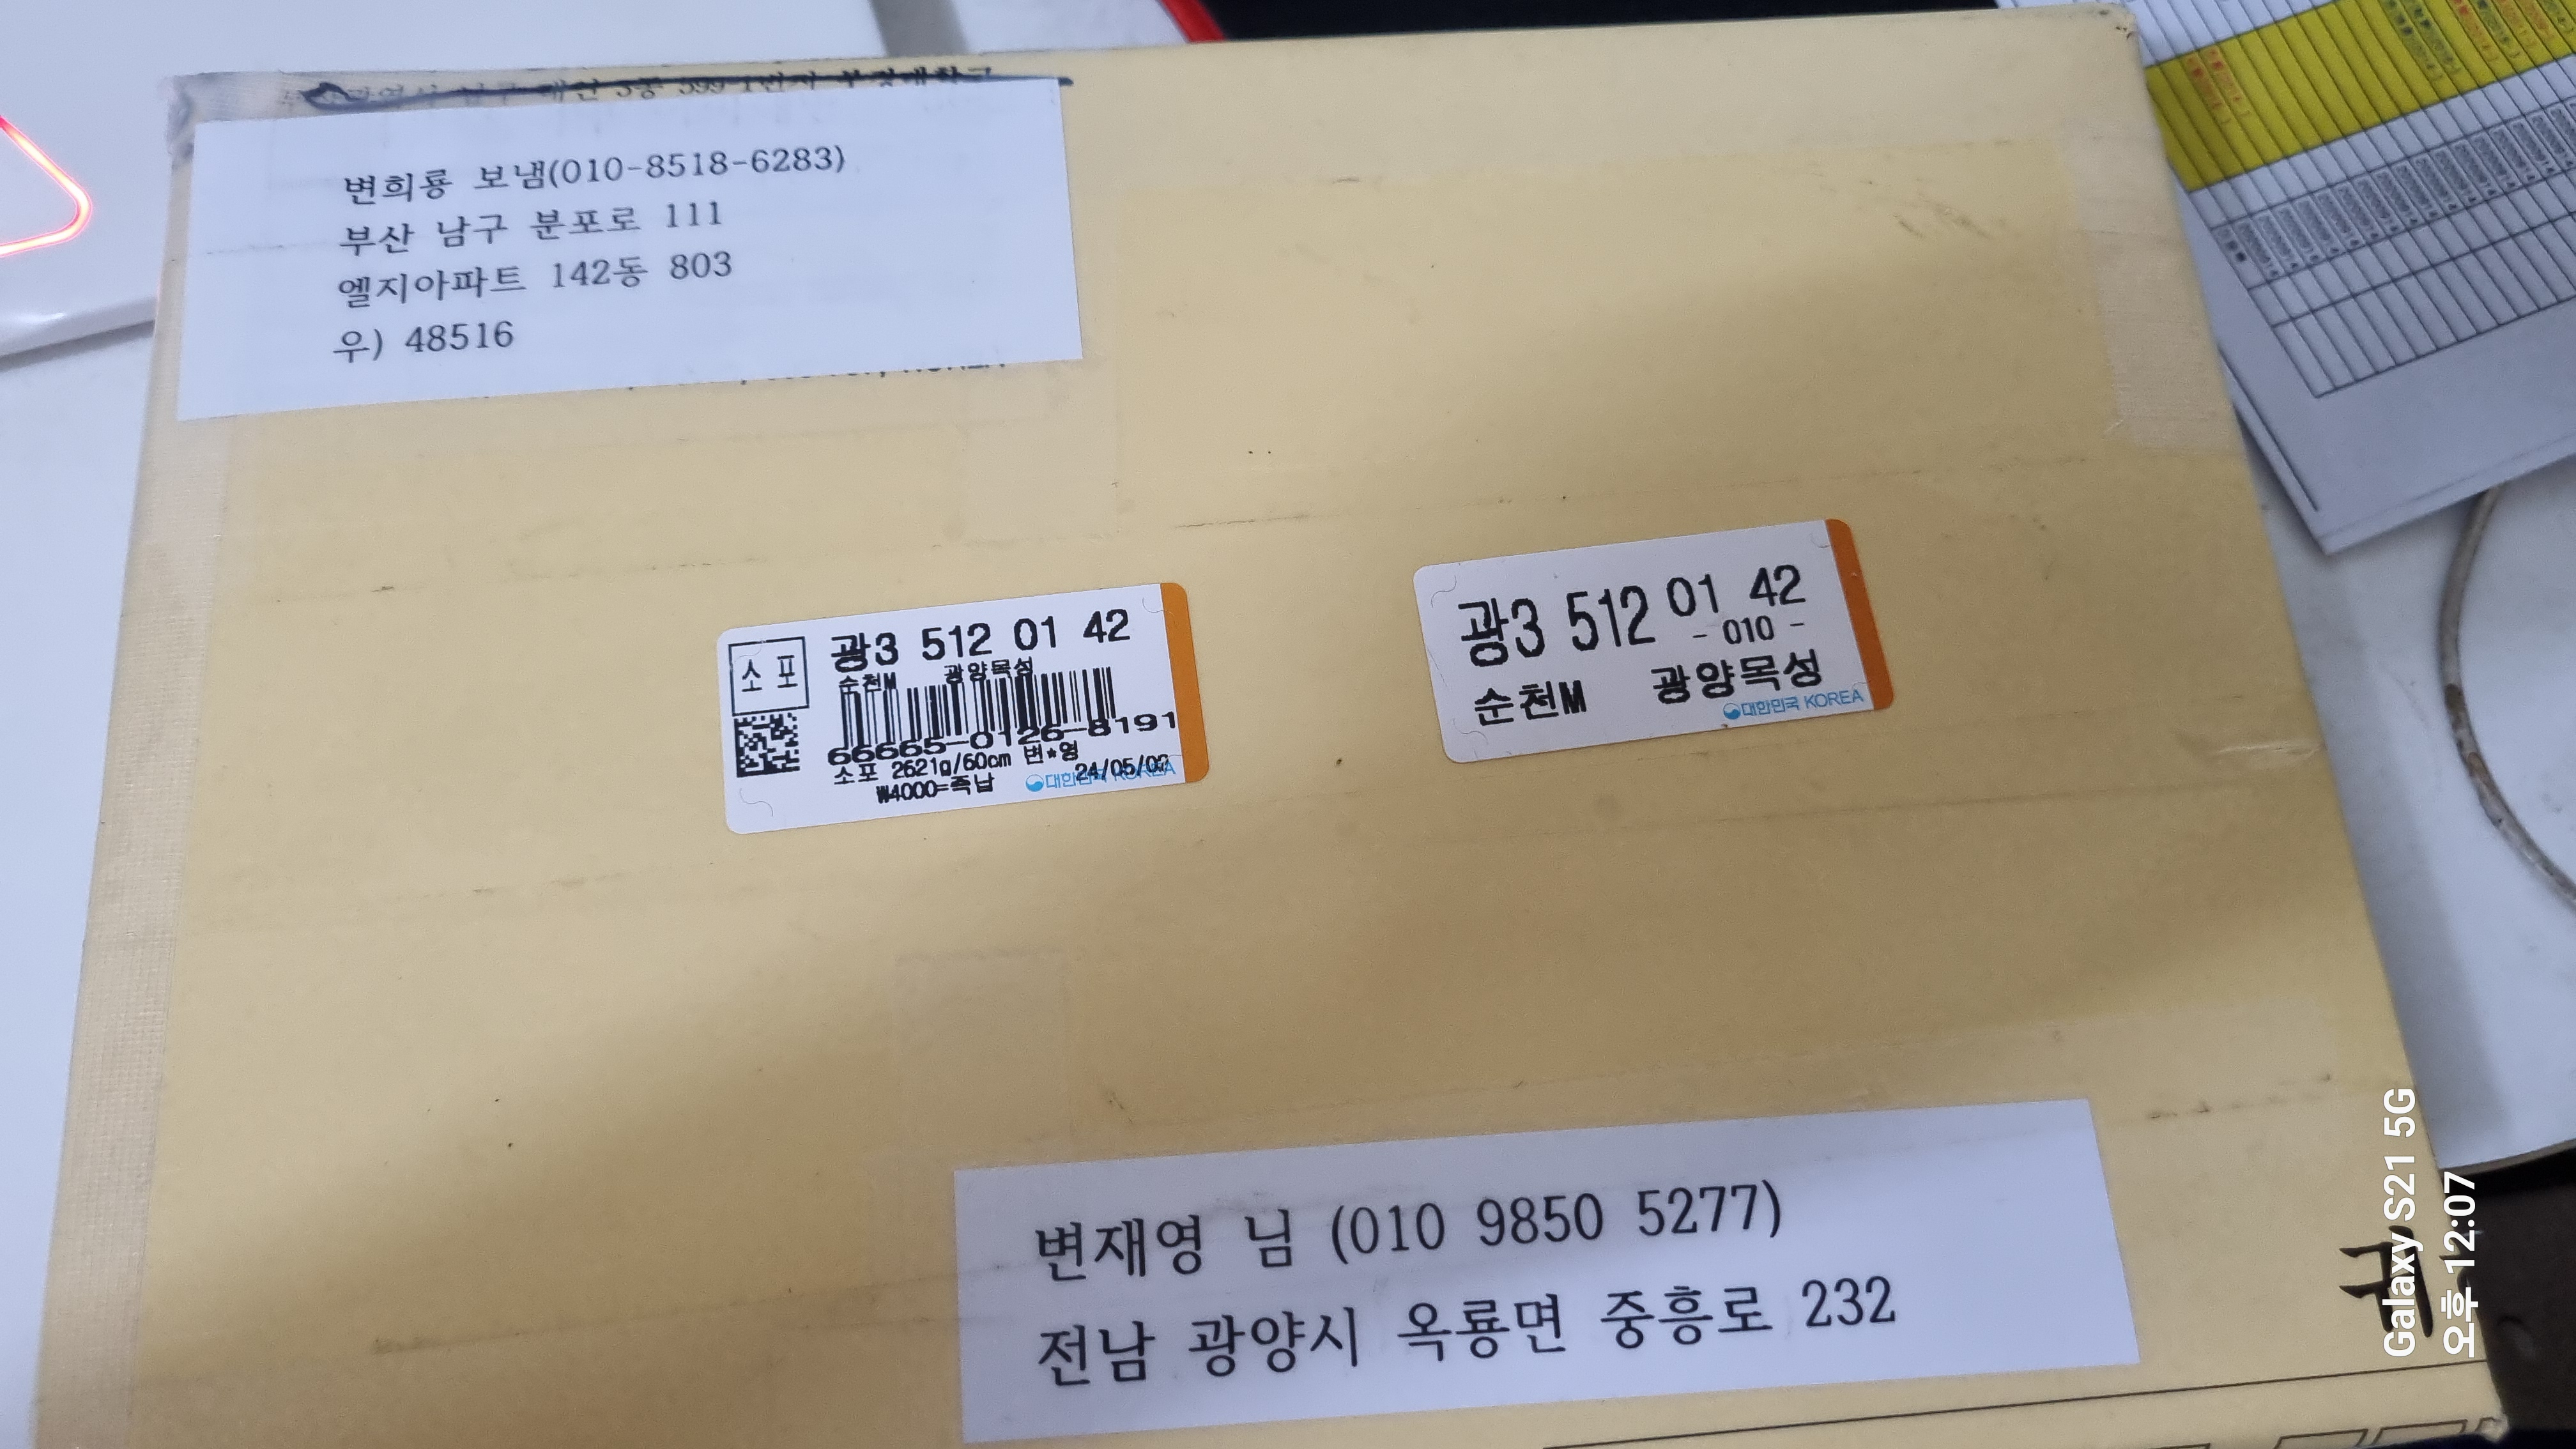 변희룡 보냄(010-8518-6283)
부산 남구 분포로 111
엘지아파트 142동 803
우) 48516
소포
광3 512 01 42
순천M 광양목성
66665-0126-8191
소포 2621g/60cm 변*영
₩4000=즉납 24/05/02
대한민국 KOREA
광3 512 01 42
- 010 -
순천M 광양목성
대한민국 KOREA
변재영 님 (010 9850 5277)
전남 광양시 옥룡면 중흥로 232
귀
Galaxy S21 5G
오후 12:07